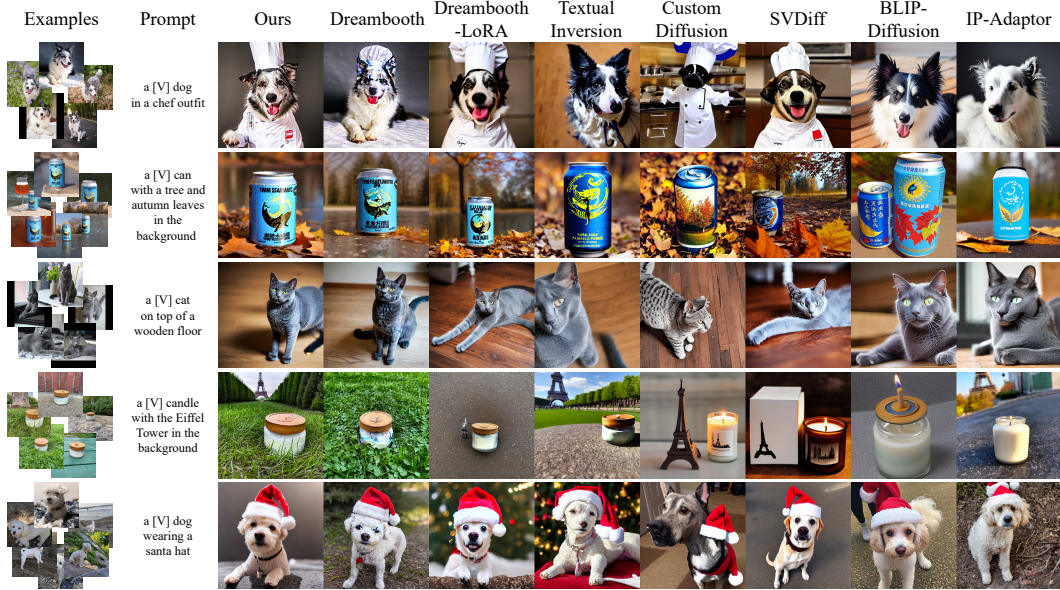 Examples
Prompt
Ours
Dreambooth
Dreambooth
-LoRA
Textual
Inversion
Custom
Diffusion
SVDiff
BLIP-
Diffusion
IP-Adaptor
a [V] dog
in a chef outfit
a [V] can
with a tree and
autumn leaves
in the
background
a [V] cat
on top of a
wooden floor
a [V] candle
with the Eiffel
Tower in the
background
a [V] dog
wearing a
santa hat